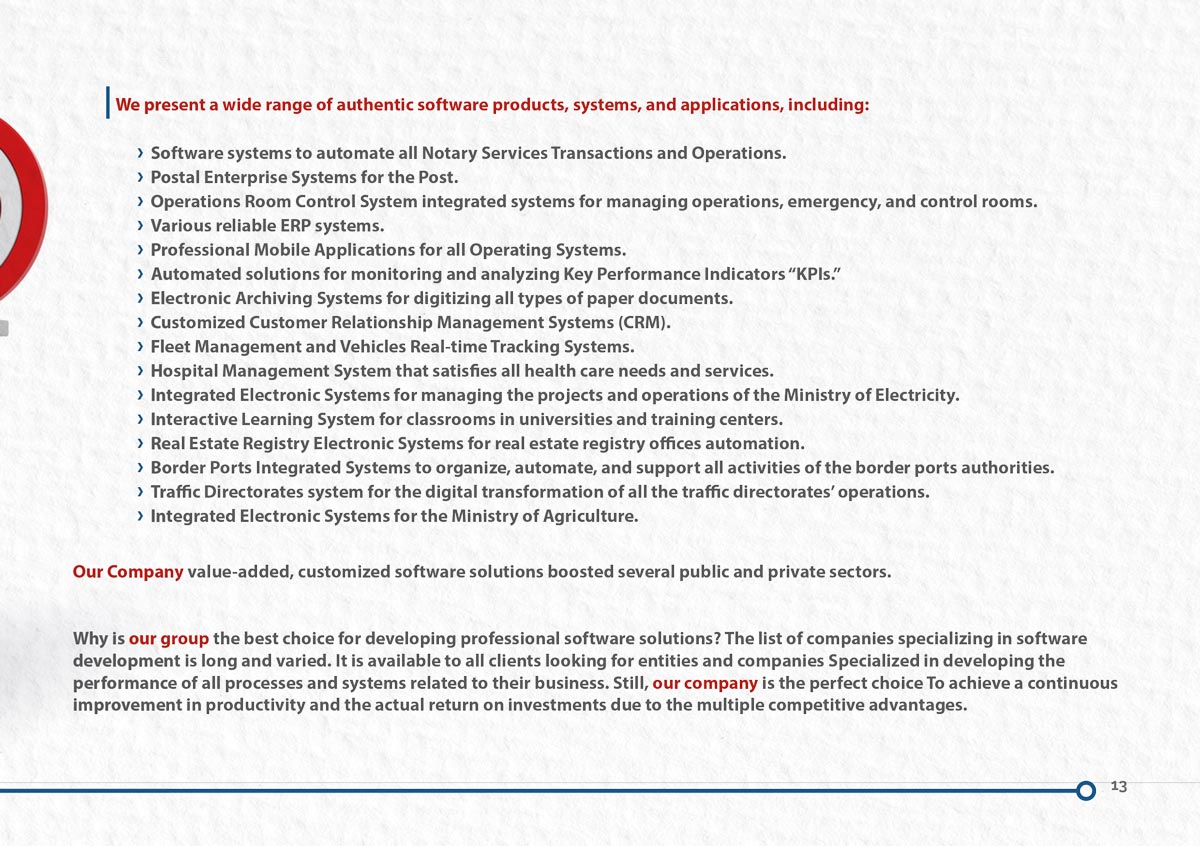 We present a wide range of authentic software products, systems, and applications, including:
› Software systems to automate all Notary Services Transactions and Operations.
› Postal Enterprise Systems for the Post.
› Operations Room Control System integrated systems for managing operations, emergency, and control rooms.
› Various reliable ERP systems.
› Professional Mobile Applications for all Operating Systems.
› Automated solutions for monitoring and analyzing Key Performance Indicators “KPIs.”
› Electronic Archiving Systems for digitizing all types of paper documents.
› Customized Customer Relationship Management Systems (CRM).
› Fleet Management and Vehicles Real-time Tracking Systems.
› Hospital Management System that satisfies all health care needs and services.
› Integrated Electronic Systems for managing the projects and operations of the Ministry of Electricity.
› Interactive Learning System for classrooms in universities and training centers.
› Real Estate Registry Electronic Systems for real estate registry offices automation.
› Border Ports Integrated Systems to organize, automate, and support all activities of the border ports authorities.
› Traffic Directorates system for the digital transformation of all the traffic directorates’ operations.
› Integrated Electronic Systems for the Ministry of Agriculture.
Our Company value-added, customized software solutions boosted several public and private sectors.
Why is our group the best choice for developing professional software solutions? The list of companies specializing in software
development is long and varied. It is available to all clients looking for entities and companies Specialized in developing the
performance of all processes and systems related to their business. Still, our company is the perfect choice To achieve a continuous
improvement in productivity and the actual return on investments due to the multiple competitive advantages.
13